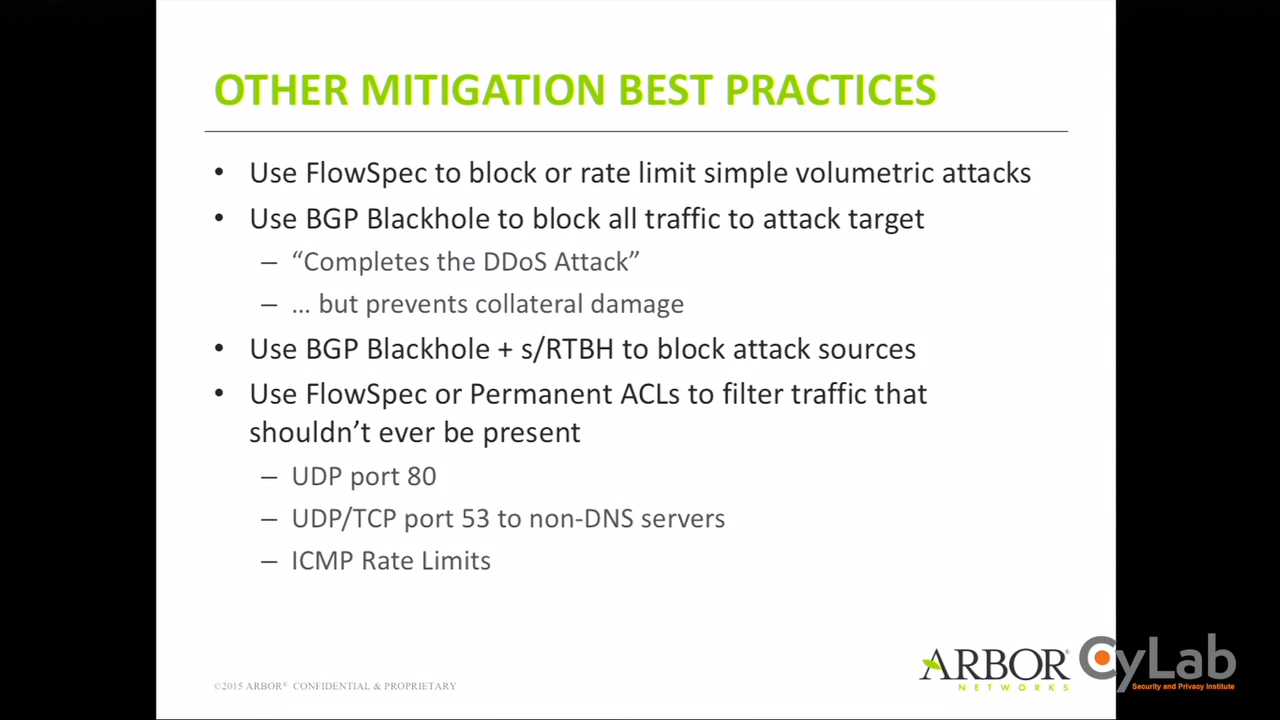 OTHER MITIGATION BEST PRACTICES
• Use FlowSpec to block or rate limit simple volumetric attacks
• Use BGP Blackhole to block all traffic to attack target
– “Completes the DDoS Attack”
– … but prevents collateral damage
• Use BGP Blackhole + s/RTBH to block attack sources
• Use FlowSpec or Permanent ACLs to filter traffic that
shouldn’t ever be present
– UDP port 80
– UDP/TCP port 53 to non-DNS servers
– ICMP Rate Limits
©2015 ARBOR® CONFIDENTIAL & PROPRIETARY
ARBOR®
NETWORKS
CyLab
Security and Privacy Institute